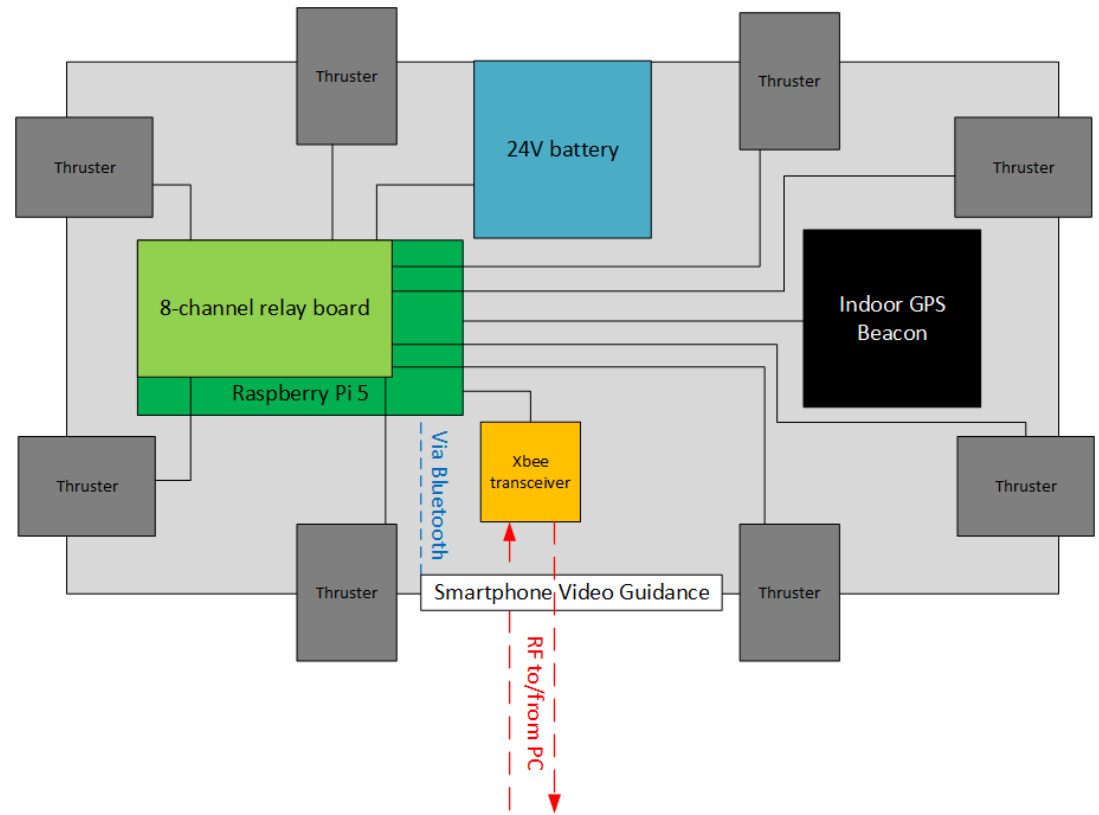 Thruster
Thruster
24V battery
Thruster
Thruster
8-channel relay board
Raspberry Pi 5
Indoor GPS
Beacon
Thruster
Via Bluetooth
Xbee
transceiver
Thruster
Thruster
Smartphone Video Guidance
Thruster
RF to/from PC